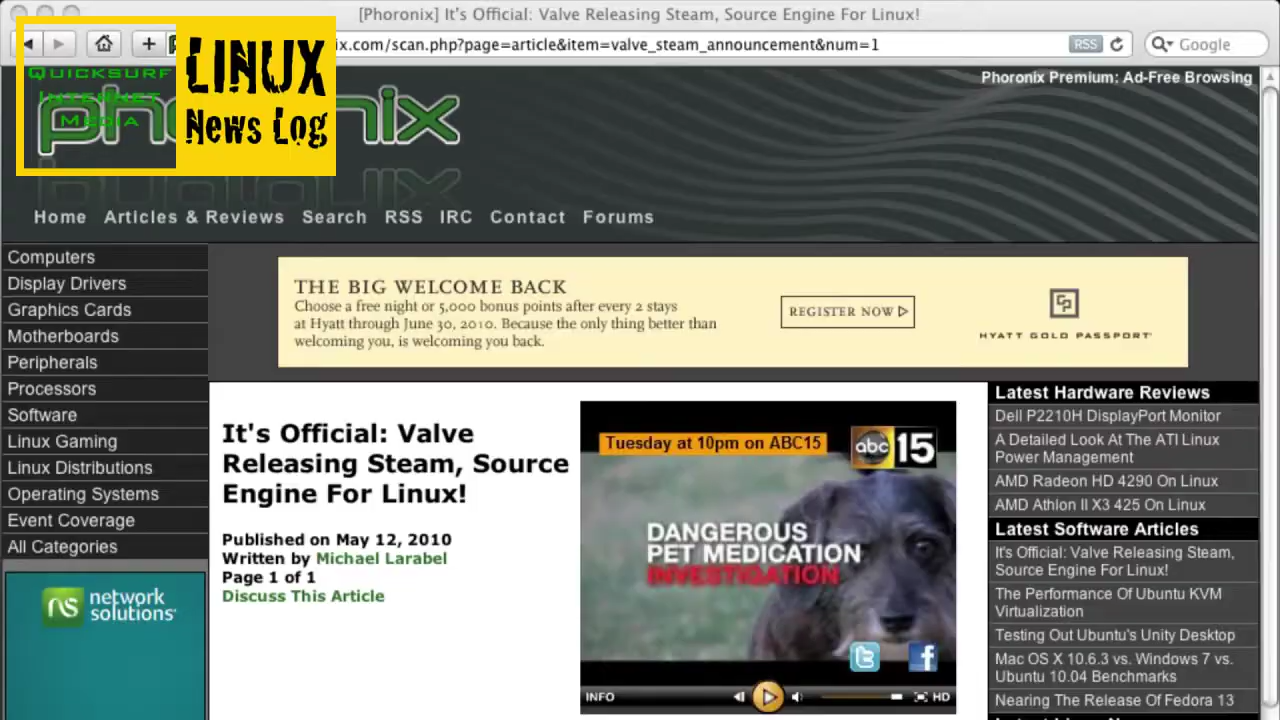 [Phoronix] It's Official: Valve Releasing Steam, Source Engine For Linux!
ix.com/scan.php?page=article&item=valve_steam_announcement&num=1
RSS
Google
QUICKSURF
INTERNET
MEDIA
LINUX
News Log
phoronix
Phoronix Premium: Ad-Free Browsing
Home Articles & Reviews Search RSS IRC Contact Forums
Computers
Display Drivers
Graphics Cards
Motherboards
Peripherals
Processors
Software
Linux Gaming
Linux Distributions
Operating Systems
Event Coverage
All Categories
network
solutions
THE BIG WELCOME BACK
Choose a free night or 5,000 bonus points after every 2 stays
at Hyatt through June 30, 2010. Because the only thing better than
welcoming you, is welcoming you back.
REGISTER NOW
GP
HYATT GOLD PASSPORT
It's Official: Valve
Releasing Steam, Source
Engine For Linux!
Published on May 12, 2010
Written by Michael Larabel
Page 1 of 1
Discuss This Article
Tuesday at 10pm on ABC15
abc 15
DANGEROUS
PET MEDICATION
INVESTIGATION
INFO
HD
Latest Hardware Reviews
Dell P2210H DisplayPort Monitor
A Detailed Look At The ATI Linux
Power Management
AMD Radeon HD 4290 On Linux
AMD Athlon II X3 425 On Linux
Latest Software Articles
It's Official: Valve Releasing Steam,
Source Engine For Linux!
The Performance Of Ubuntu KVM
Virtualization
Testing Out Ubuntu's Unity Desktop
Mac OS X 10.6.3 vs. Windows 7 vs.
Ubuntu 10.04 Benchmarks
Nearing The Release Of Fedora 13